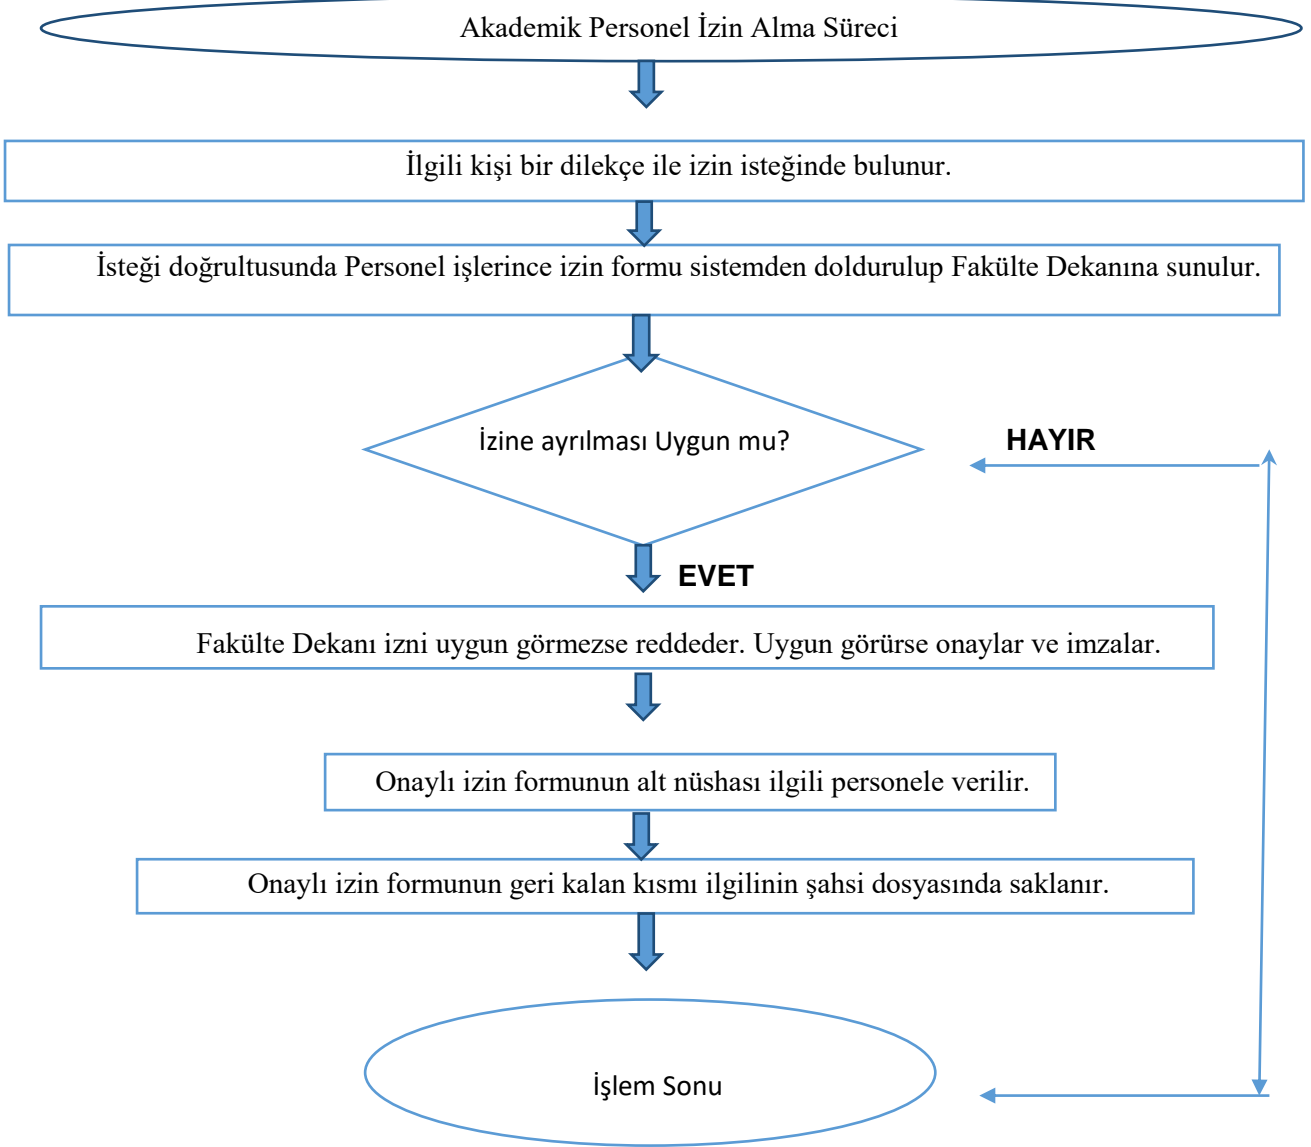 Akademik Personel İzin Alma Süreci
İlgili kişi bir dilekçe ile izin isteğinde bulunur.
İsteği doğrultusunda Personel işlerince izin formu sistemden doldurulup Fakülte Dekanına sunulur.
İzine ayrılması Uygun mu?
HAYIR
EVET
Fakülte Dekanı izni uygun görmezse reddeder. Uygun görürse onaylar ve imzalar.
Onaylı izin formunun alt nüshası ilgili personele verilir.
Onaylı izin formunun geri kalan kısmı ilgilinin şahsi dosyasında saklanır.
İşlem Sonu